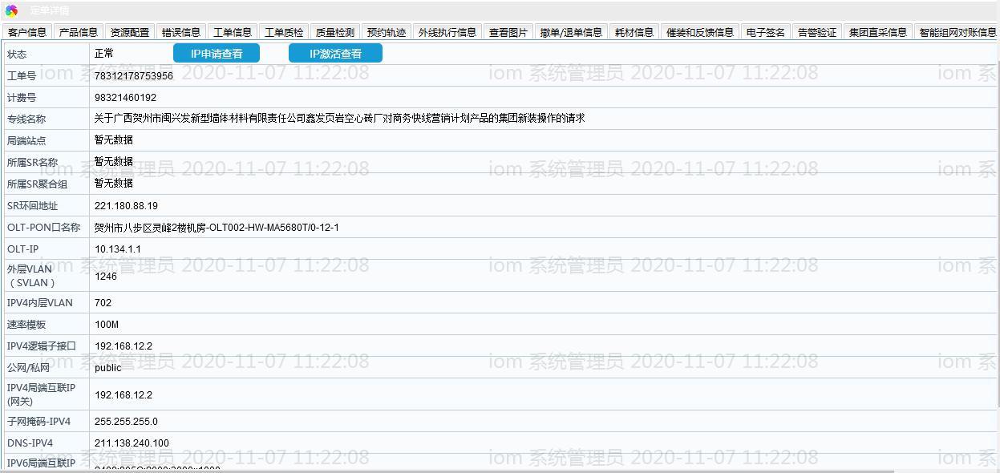 定单详情
客户信息 产品信息 资源配置 错误信息 工单信息 工单质检 质量检测 预约轨迹 外线执行信息 查看图片 撤单/退单信息 耗材信息 催装和反馈信息 电子签名 告警验证 集团直采信息 智能组网对账信息
状态 正常 IP申请查看 IP激活查看
工单号 78312178753956
iom 系统管理员 2020-11-07 11:22:08 iom 系统管理员 2020-11-07 11:22:08 iom 系
计费号 98321460192
专线名称 关于广西贺州市闽兴发新型墙体材料有限责任公司鑫发页岩空心砖厂对商务快线营销计划产品的集团新装操作的请求
局端站点 暂无数据
所属SR名称 暂无数据
iom 系统管理员 2020-11-07 11:22:08 iom 系统管理员 2020-11-07 11:22:08 iom 系
所属SR聚合组 暂无数据
SR环回地址 221.180.88.19
OLT-PON口名称 贺州市八步区灵峰2楼机房-OLT002-HW-MA5680T/0-12-1
OLT-IP 10.134.1.1
iom 系统管理员 2020-11-07 11:22:08 iom 系统管理员 2020-11-07 11:22:08 iom 系
外层VLAN
（SVLAN） 1246
IPV4内层VLAN 702
速率模板 100M
IPV4逻辑子接口 192.168.12.2
iom 系统管理员 2020-11-07 11:22:08 iom 系统管理员 2020-11-07 11:22:08 iom 系
公网/私网 public
IPV4局端互联IP
(网关) 192.168.12.2
子网掩码-IPV4 255.255.255.0
DNS-IPV4 211.138.240.100
iom 系统管理员 2020-11-07 11:22:08 iom 系统管理员 2020-11-07 11:22:08 iom 系
IPV6局端互联IP